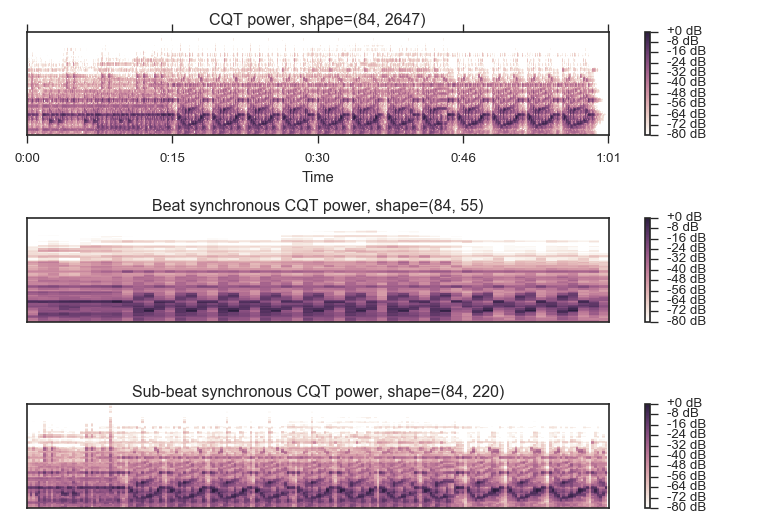 CQT power, shape=(84, 2647)
+0 dB
-8 dB
-16 dB
-24 dB
-32 dB
-40 dB
-48 dB
-56 dB
-64 dB
-72 dB
-80 dB
0:00 0:15 0:30 0:46 1:01
Time
Beat synchronous CQT power, shape=(84, 55)
+0 dB
-8 dB
-16 dB
-24 dB
-32 dB
-40 dB
-48 dB
-56 dB
-64 dB
-72 dB
-80 dB
Sub-beat synchronous CQT power, shape=(84, 220)
+0 dB
-8 dB
-16 dB
-24 dB
-32 dB
-40 dB
-48 dB
-56 dB
-64 dB
-72 dB
-80 dB